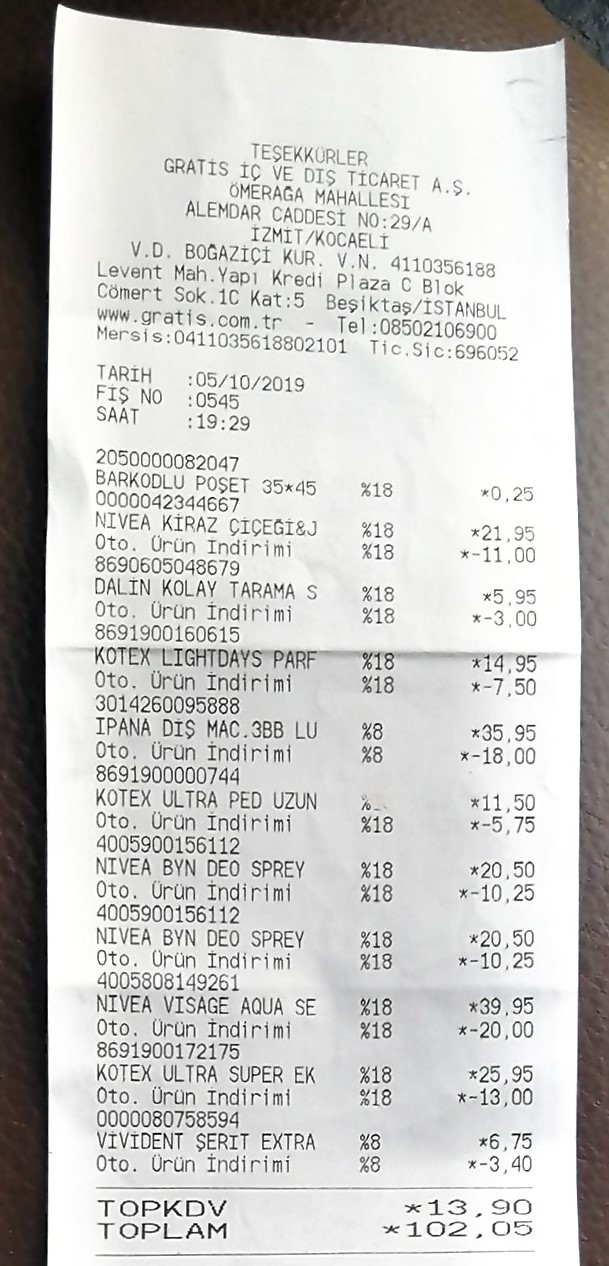 TEŞEKKÜRLER
GRATİS İÇ VE DIŞ TİCARET A.Ş.
ÖMERAĞA MAHALLESI
ALEMDAR CADDESİ NO:29/A
İZMİT/KOCAELİ
V.D. BOĞAZİÇİ KUR. V.N. 4110356188
Levent Mah.Yapı Kredi Plaza C Blok
Cömert Sok.1C Kat:5 Beşiktaş/İSTANBUL
www.gratis.com.tr - Tel:08502106900
Mersis:0411035618802101 Tic.Sic:696052
TARİH :05/10/2019
FİŞ NO :0545
SAAT :19:29
2050000082047
BARKODLU POŞET 35*45 %18 *0,25
0000042344667
NIVEA KİRAZ ÇİÇEĞİ&J %18 *21,95
Oto. Ürün İndirimi %18 *-11,00
8690605048679
DALİN KOLAY TARAMA S %18 *5,95
Oto. Ürün İndirimi %18 *-3,00
8691900160615
KOTEX LIGHTDAYS PARF %18 *14,95
Oto. Ürün İndirimi %18 *-7,50
3014260095888
IPANA DİŞ MAC.3BB LU %8 *35,95
Oto. Ürün İndirimi %8 *-18,00
8691900000744
KOTEX ULTRA PED UZUN *11,50
Oto. Ürün İndirimi %18 *-5,75
4005900156112
NIVEA BYN DEO SPREY %18 *20,50
Oto. Ürün İndirimi %18 *-10,25
4005900156112
NIVEA BYN DEO SPREY %18 *20,50
Oto. Ürün İndirimi %18 *-10,25
4005808149261
NIVEA VISAGE AQUA SE %18 *39,95
Oto. Ürün İndirimi %18 *-20,00
8691900172175
KOTEX ULTRA SUPER EK %18 *25,95
Oto. Ürün İndirimi %18 *-13,00
0000080758594
VİVİDENT ŞERIT EXTRA %8 *6,75
Oto. Ürün İndirimi %8 *-3,40
TOPKDV *13,90
TOPLAM *102,05